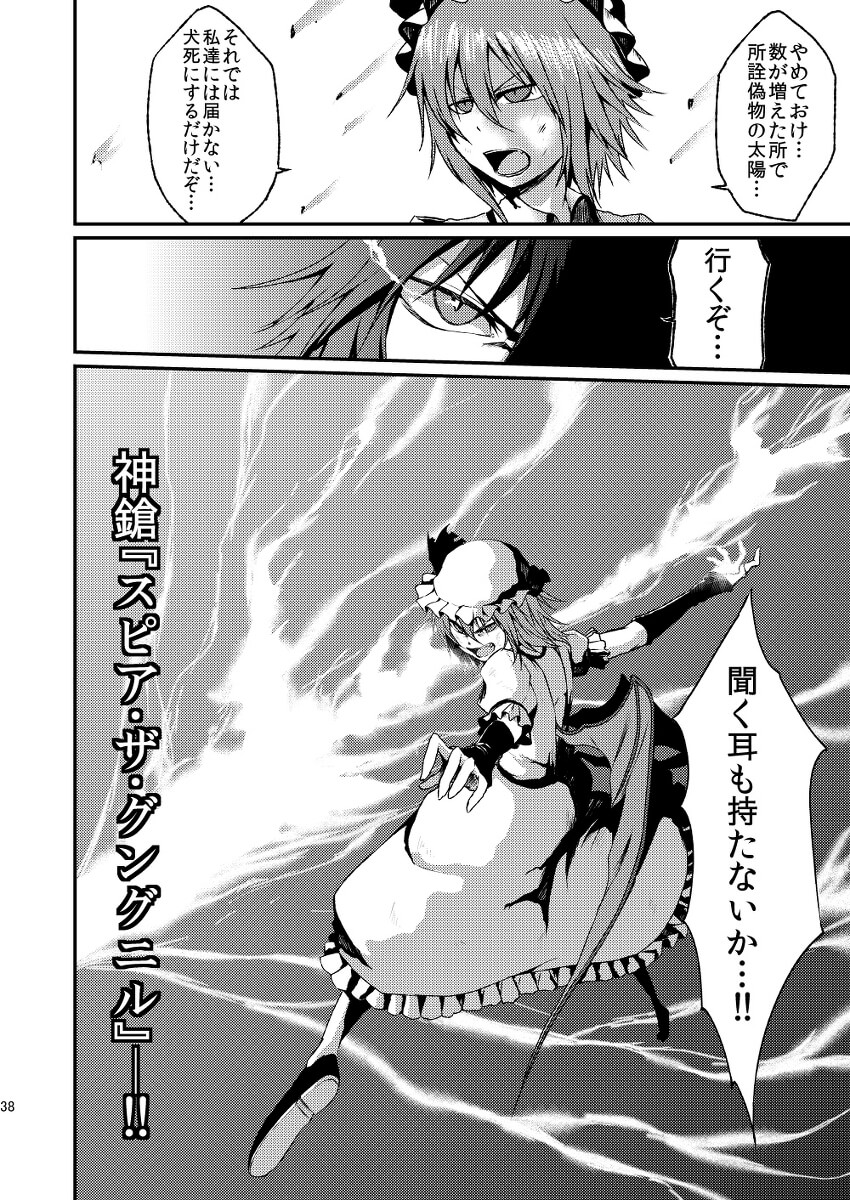 やめておけ…
数が増えた所で
所詮偽物の太陽…
それでは
私達には届かない…
犬死にするだけだぞ…
行くぞ…
聞く耳も持たないか…!!
神鎗『スピア・ザ・グングニル』―!!
38